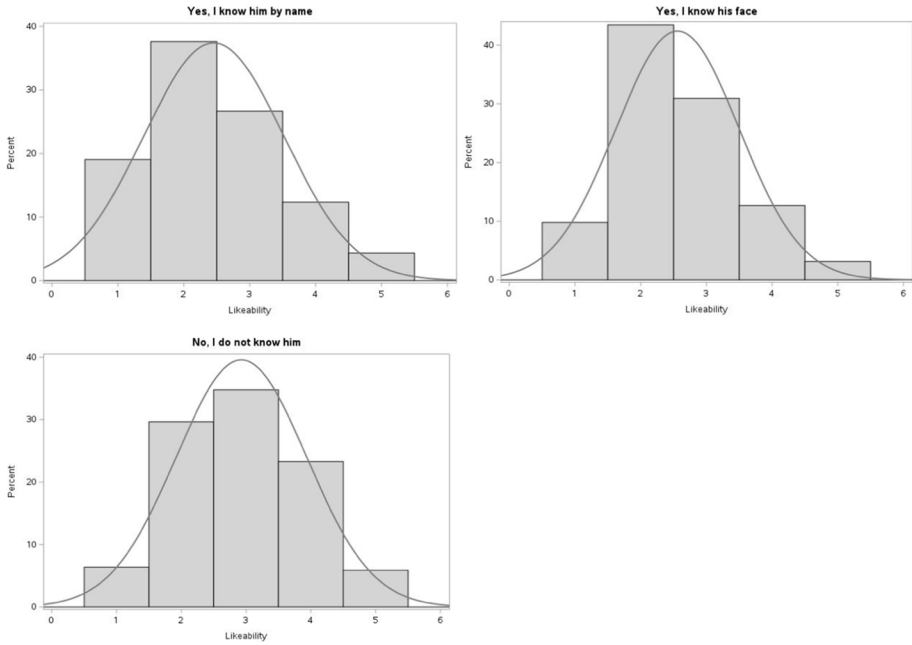 Yes, I know him by name
40
30
20
10
0
Percent
0 1 2 3 4 5 6
Likeability
Yes, I know his face
40
30
20
10
0
Percent
0 1 2 3 4 5 6
Likeability
No, I do not know him
40
30
20
10
0
Percent
0 1 2 3 4 5 6
Likeability